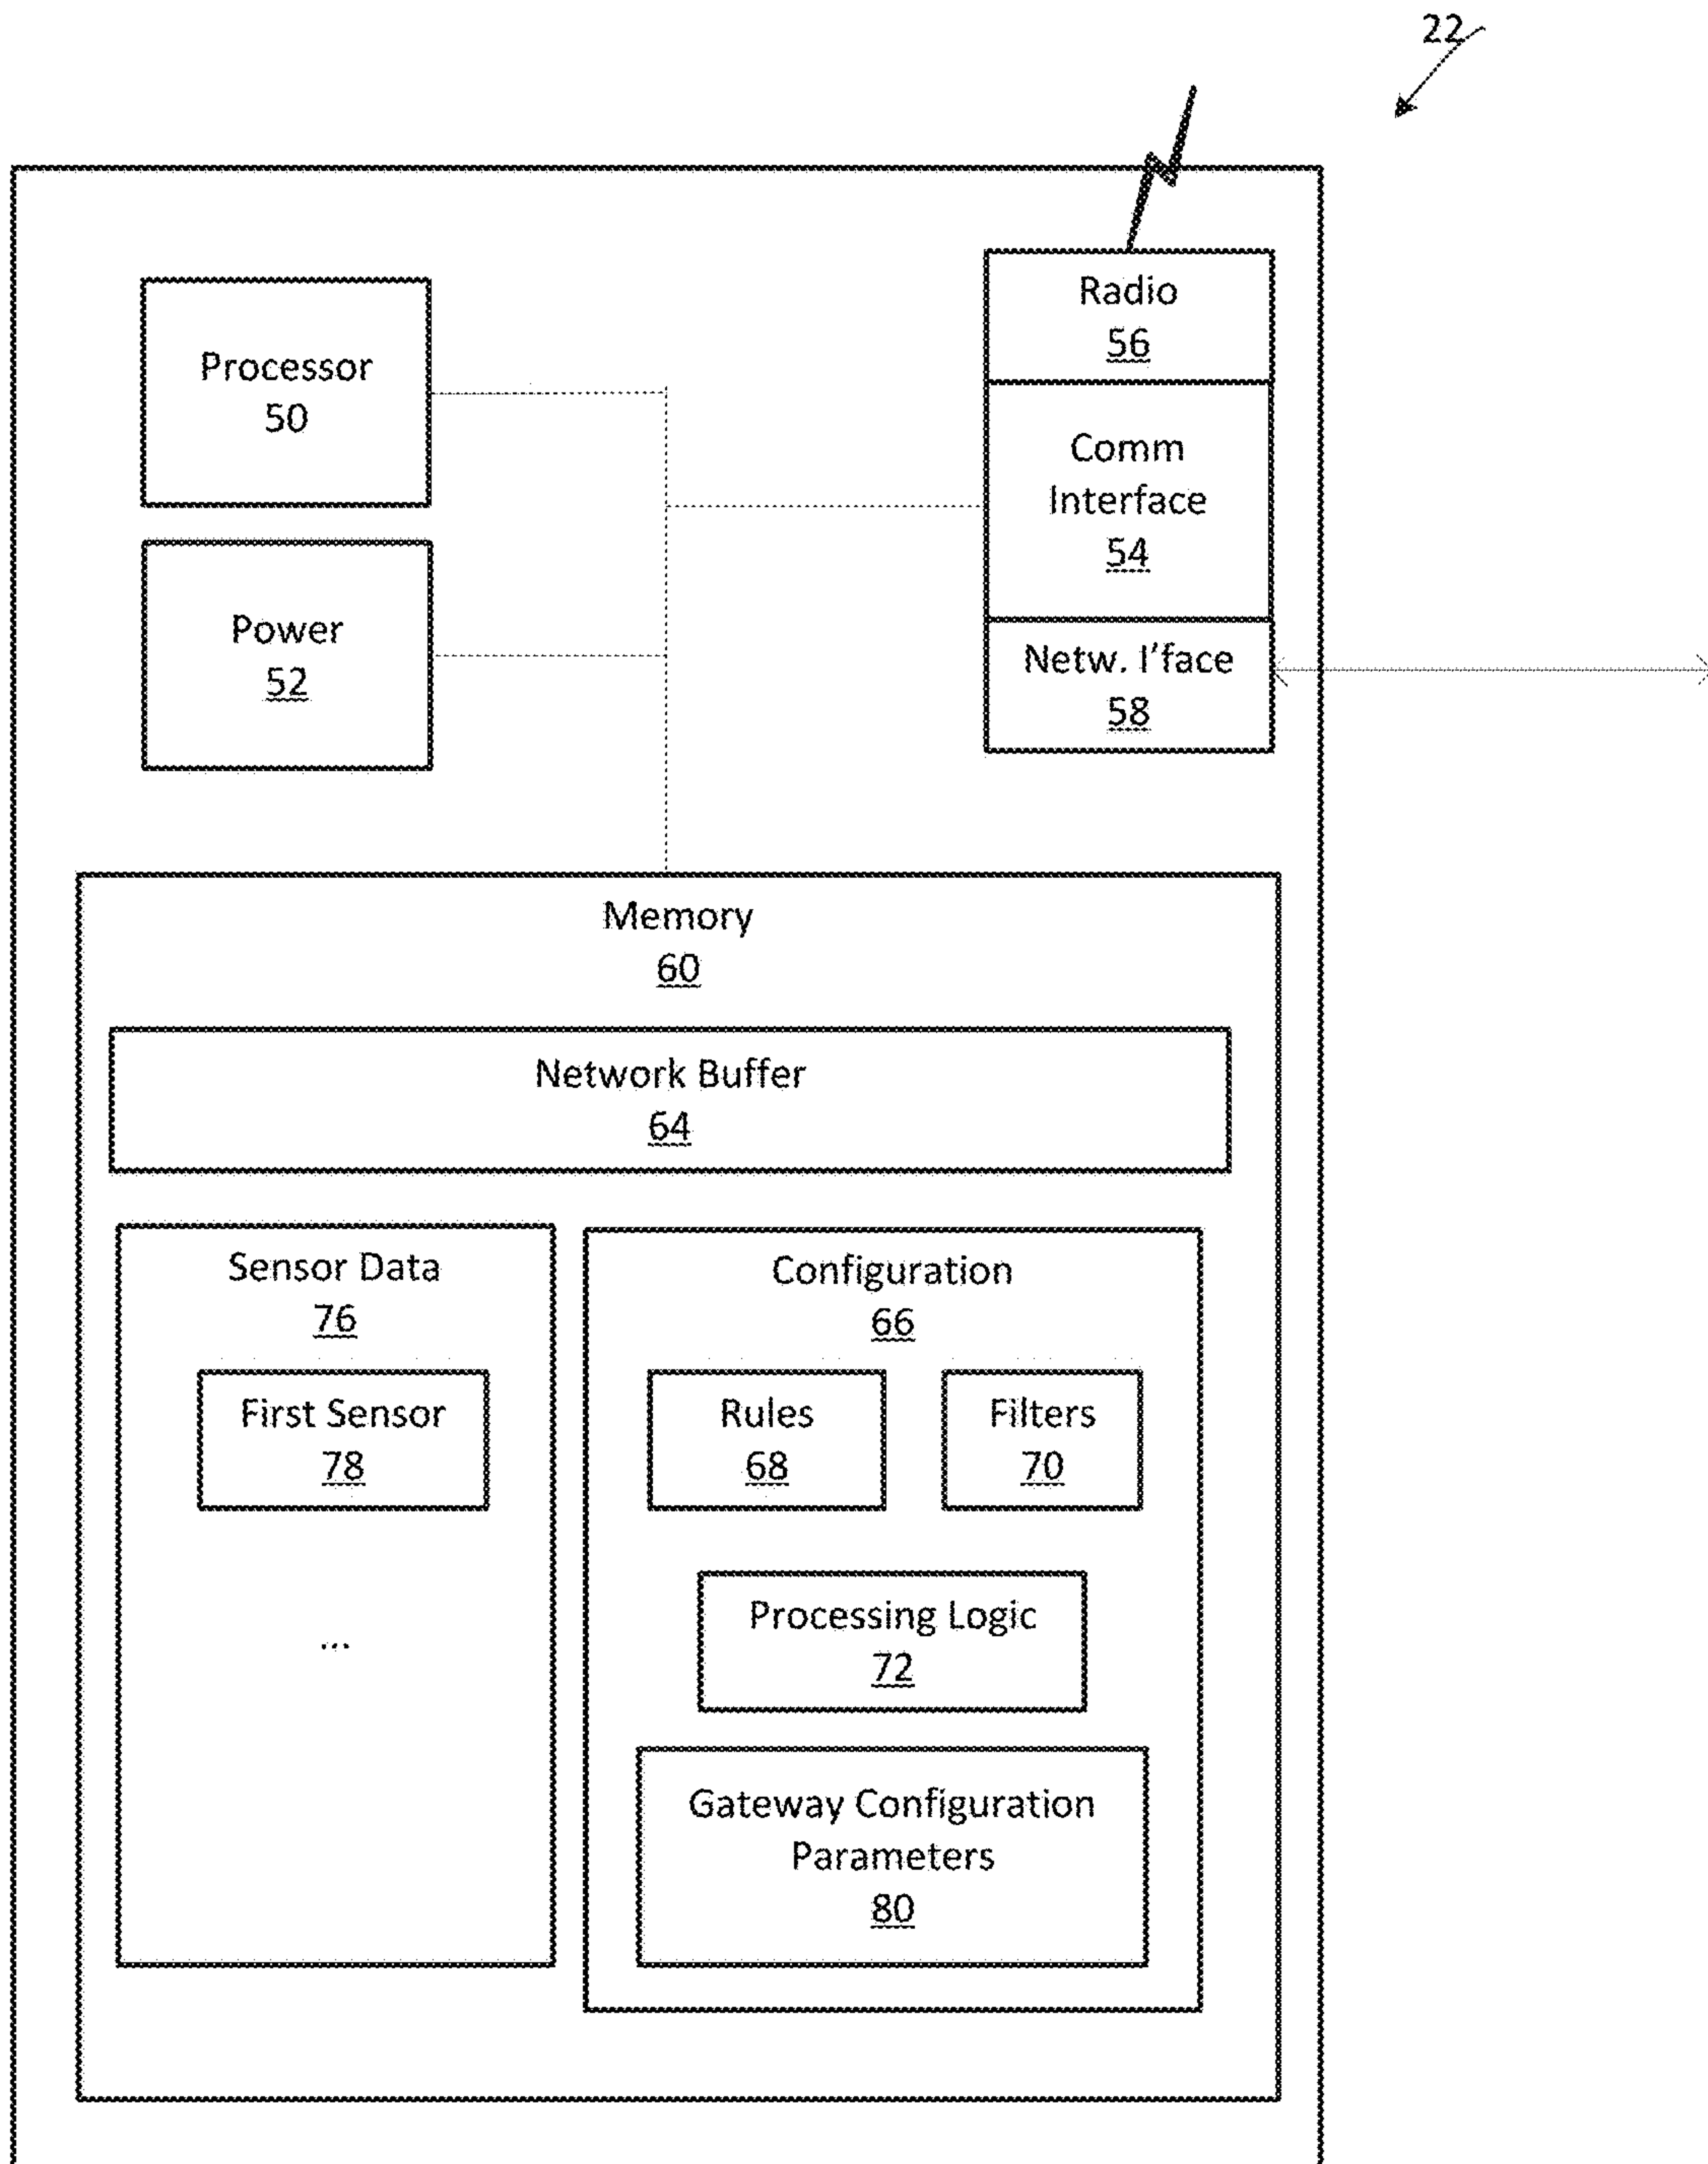 22
Radio
56
Processor
50
Comm
Interface
54
Power
52
Netw. I'face
58
Memory
60
Network Buffer
64
Sensor Data
76
First Sensor
78
...
Configuration
66
Rules
68
Filters
70
Processing Logic
72
Gateway Configuration
Parameters
80